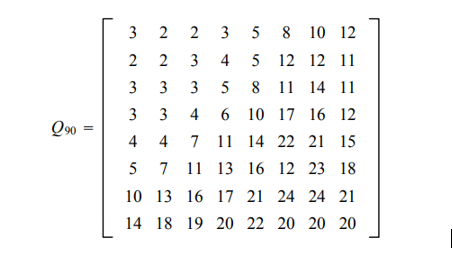 3 2 2 3 5 8 10 12
2 2 3 4 5 12 12 11
3 3 3 5 8 11 14 11
3 3 4 6 10 17 16 12
Q90 =
4 4 7 11 14 22 21 15
5 7 11 13 16 12 23 18
10 13 16 17 21 24 24 21
14 18 19 20 22 20 20 20